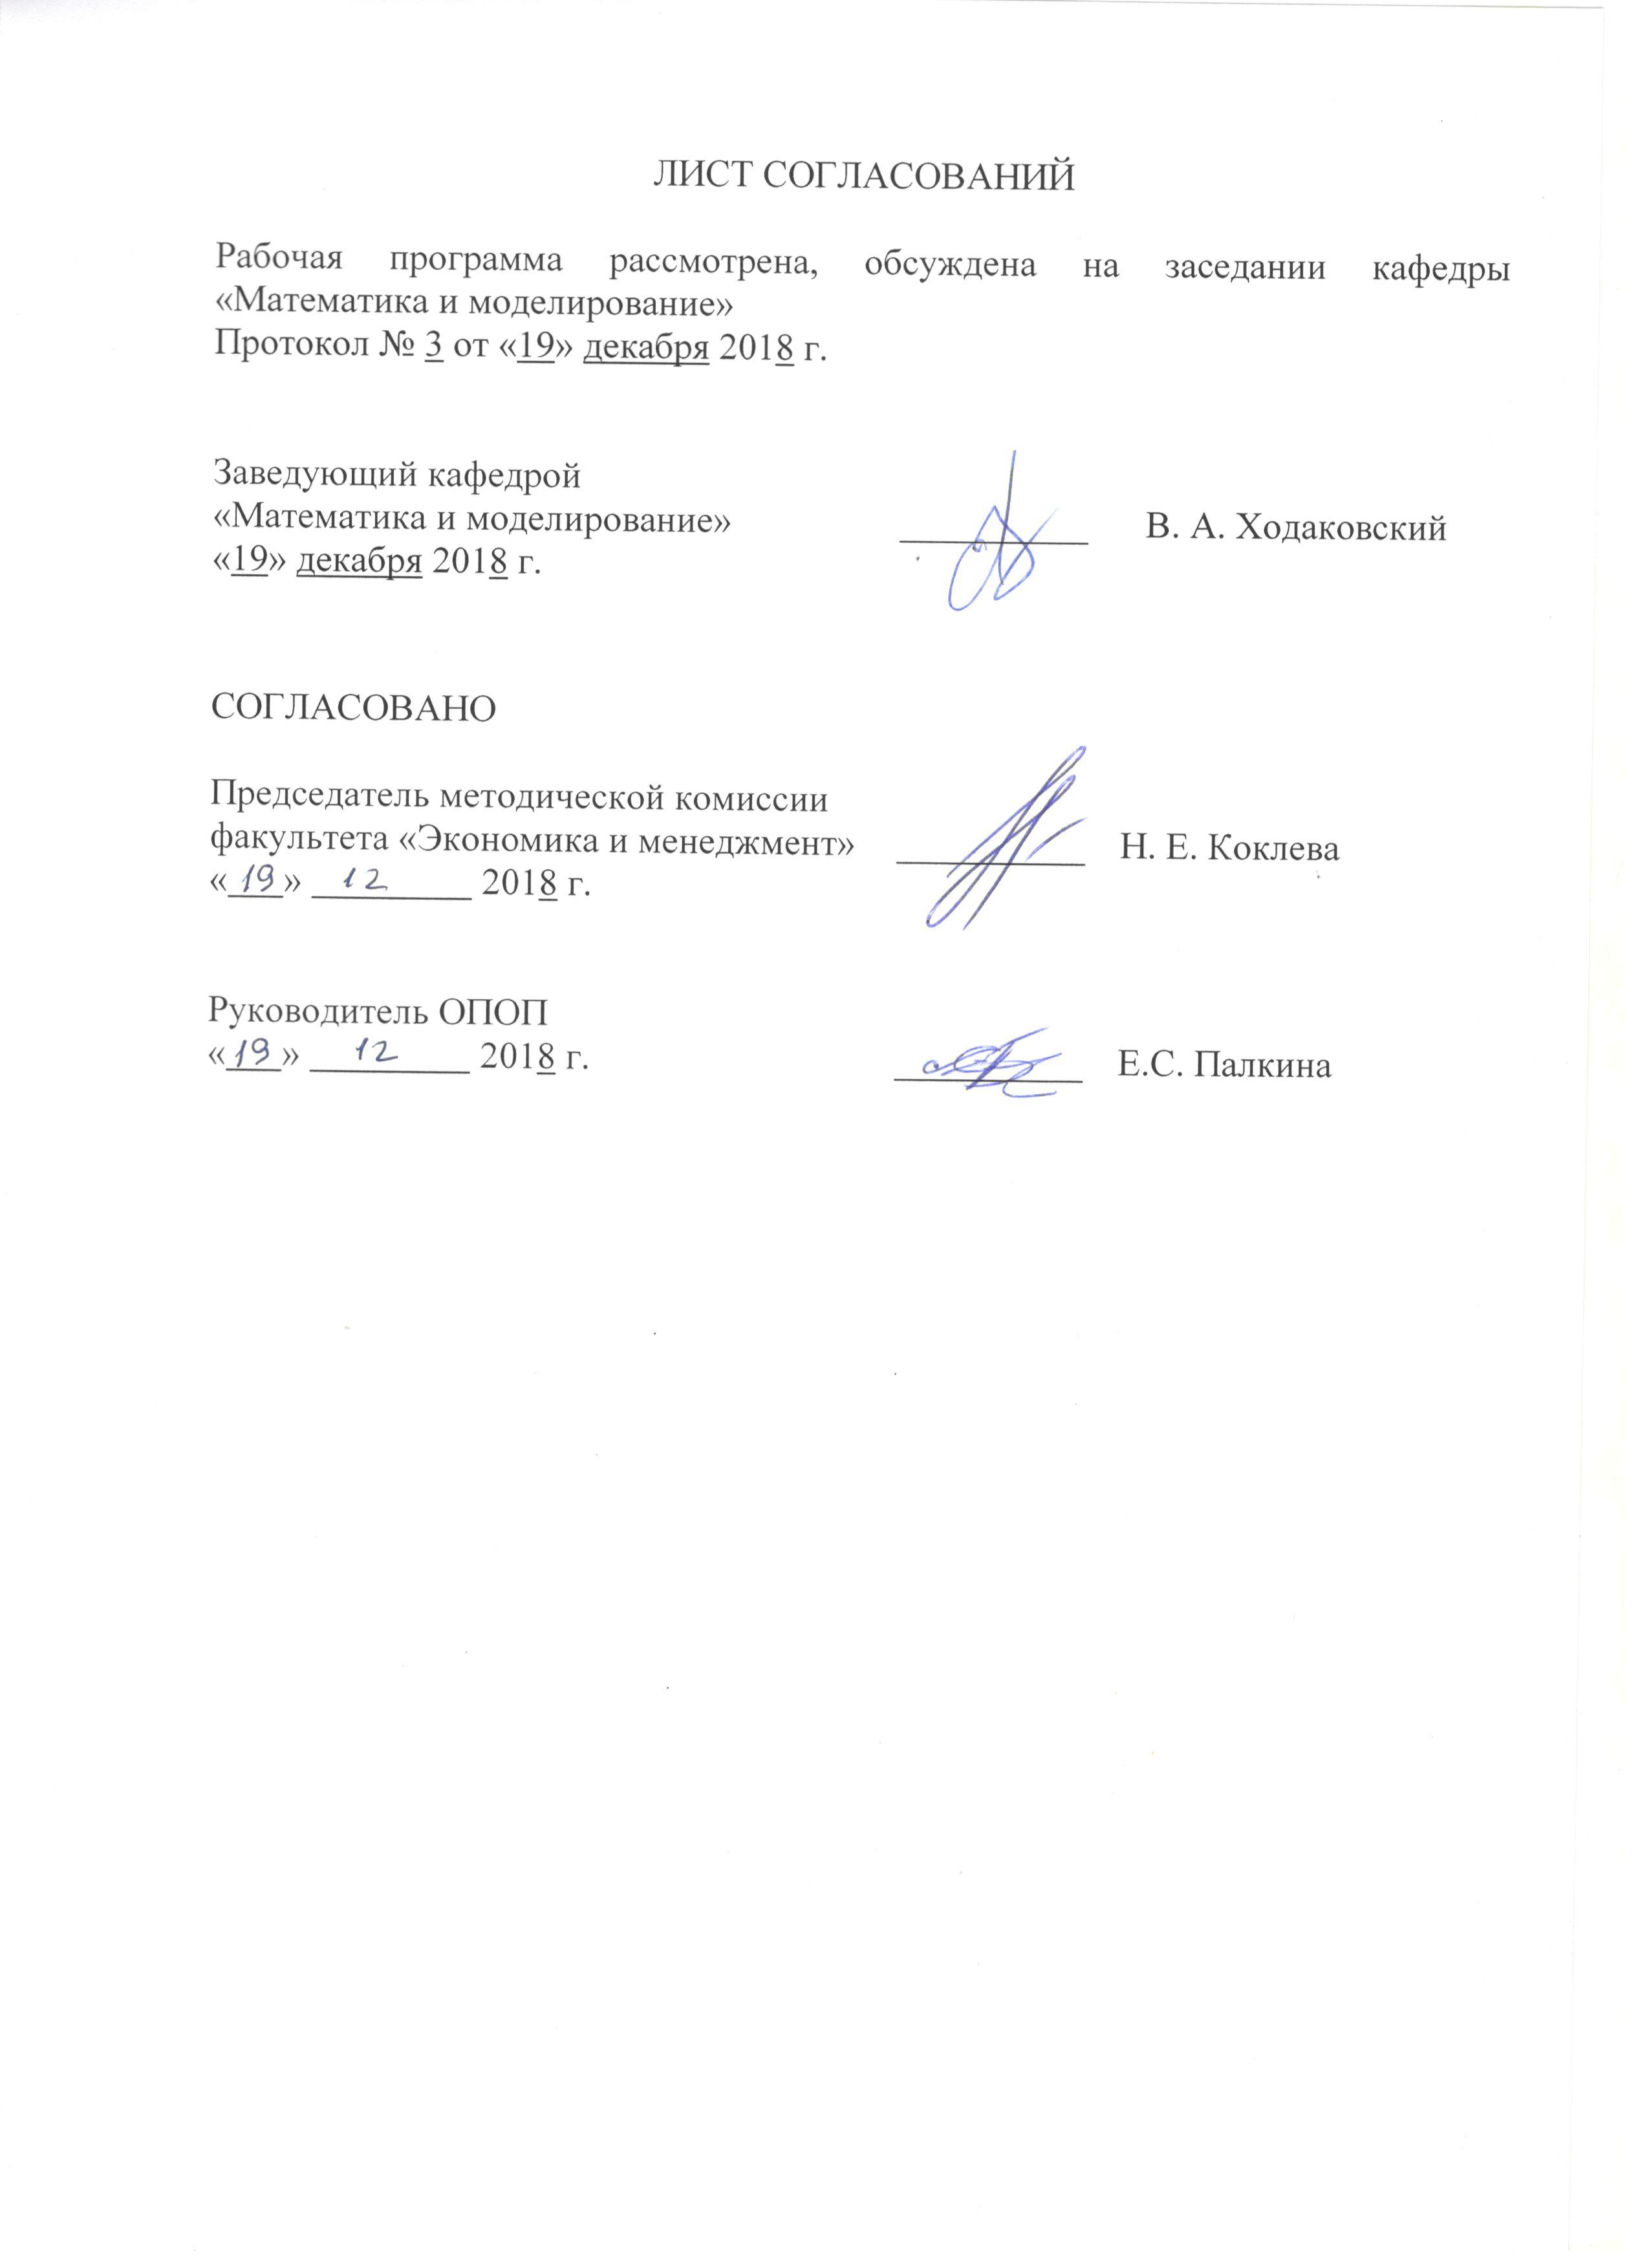 ЛИСТ СОГЛАСОВАНИЙ
Рабочая программа рассмотрена, обсуждена на заседании кафедры
«Математика и моделирование»
Протокол № 3 от «19» декабря 2018 г.
Заведующий кафедрой
«Математика и моделирование» В. А. Ходаковский
«19» декабря 2018 г.
СОГЛАСОВАНО
Председатель методической комиссии
факультета «Экономика и менеджмент» Н. Е. Коклева
«19» 12 2018 г.
Руководитель ОПОП
«19» 12 2018 г. Е.С. Палкина